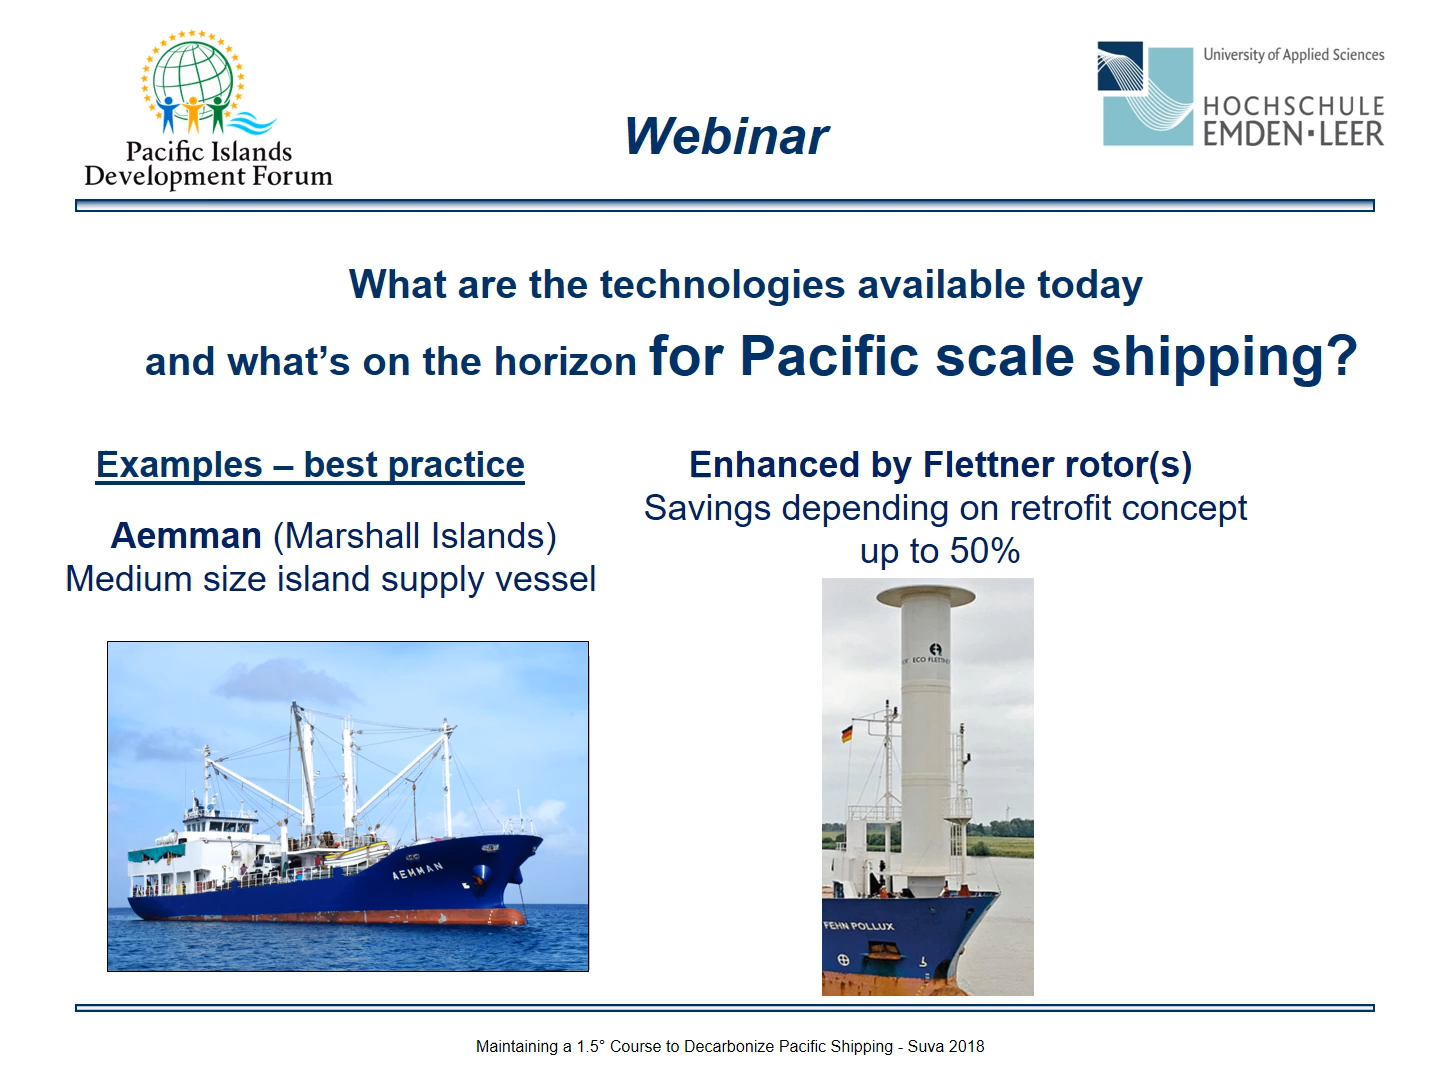 Pacific Islands
Development Forum
Webinar
University of Applied Sciences
HOCHSCHULE
EMDEN•LEER
What are the technologies available today
and what's on the horizon for Pacific scale shipping?
Examples – best practice
Aemman (Marshall Islands)
Medium size island supply vessel
AEMMAN
Enhanced by Flettner rotor(s)
Savings depending on retrofit concept
up to 50%
ECO FLETTNER
FEHN POLLUX
Maintaining a 1.5° Course to Decarbonize Pacific Shipping - Suva 2018